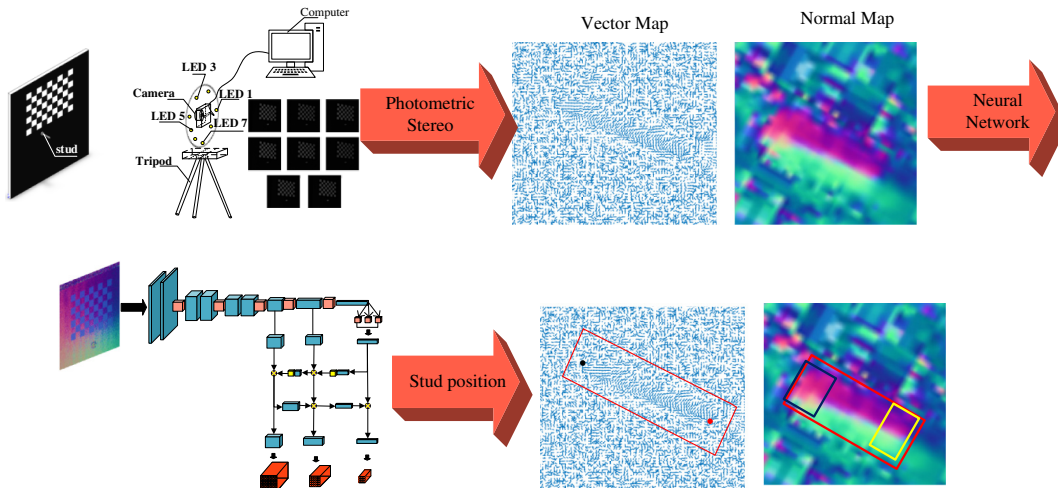 Computer
Vector Map
Normal Map
LED 3
Camera
LED 1
LED 5
LED 7
stud
Tripod
Photometric
Stereo
Neural
Network
Stud position